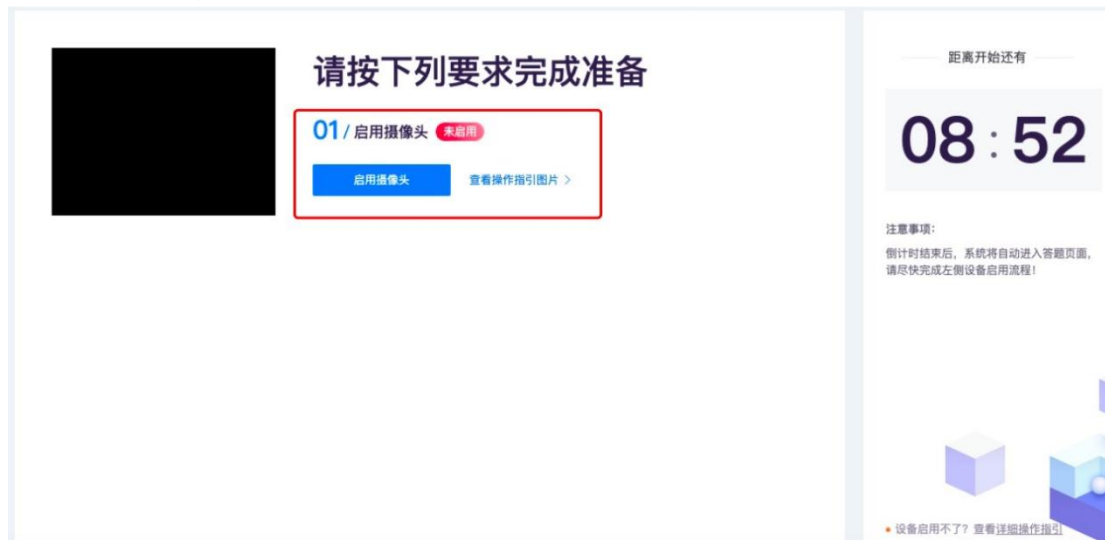 请按下列要求完成准备
01/ 启用摄像头 未启用
启用摄像头 查看操作指引图片 >
距离开始还有
08:52
注意事项：
倒计时结束后，系统将自动进入答题页面，
请尽快完成左侧设备启用流程！
设备启用不了？查看详细操作指引